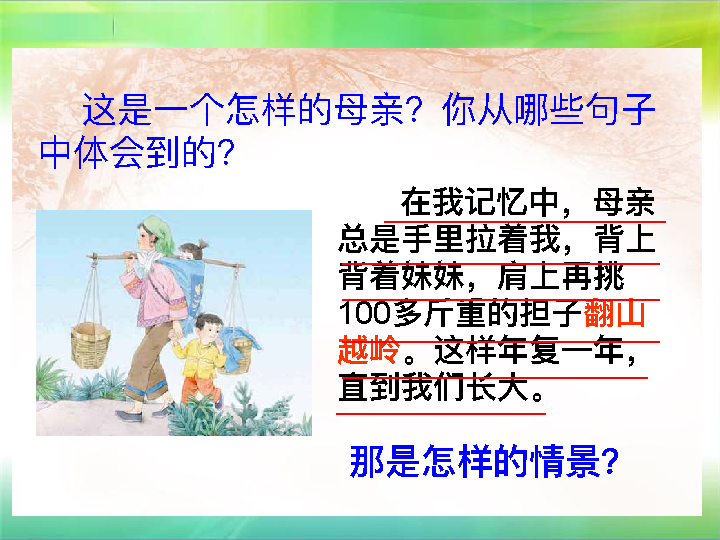 这是一个怎样的母亲？你从哪些句子
中体会到的？
在我记忆中，母亲
总是手里拉着我，背上
背着妹妹，肩上再挑
100多斤重的担子翻山
越岭。这样年复一年，
直到我们长大。
那是怎样的情景？